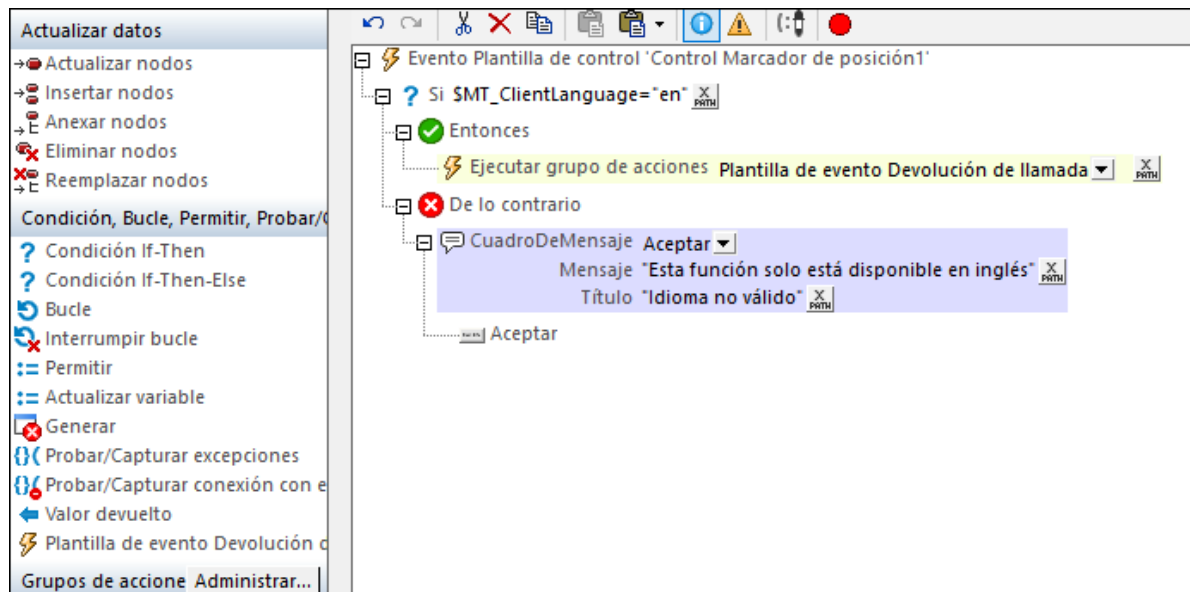 Actualizar datos
Actualizar nodos
Insertar nodos
Anexar nodos
Eliminar nodos
Reemplazar nodos
Condición, Bucle, Permitir, Probar/
Condición If-Then
Condición If-Then-Else
Bucle
Interrumpir bucle
Permitir
Actualizar variable
Generar
Probar/Capturar excepciones
Probar/Capturar conexión con e
Valor devuelto
Plantilla de evento Devolución
Grupos de accione Administrar...
Evento Plantilla de control 'Control Marcador de posición1'
Si $MT_ClientLanguage="en" X PATH
Entonces
Ejecutar grupo de acciones Plantilla de evento Devolución de llamada X PATH
De lo contrario
CuadroDeMensaje Aceptar
Mensaje "Esta función solo está disponible en inglés" X PATH
Título "Idioma no válido" X PATH
Aceptar